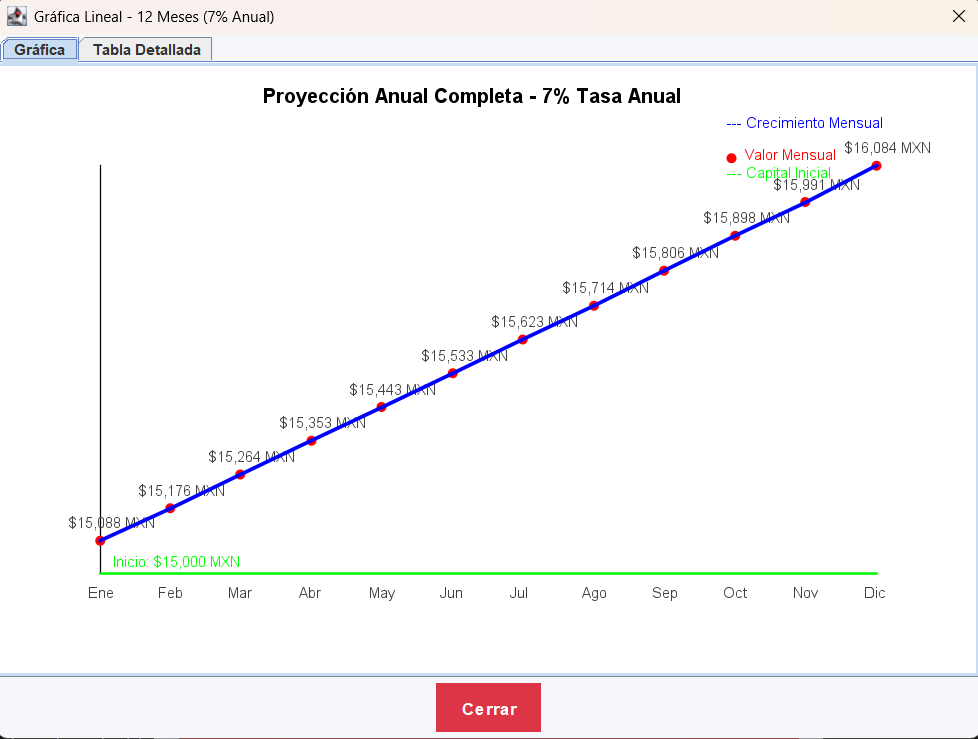 Gráfica Lineal - 12 Meses (7% Anual)
Gráfica
Tabla Detallada
Proyección Anual Completa - 7% Tasa Anual
--- Crecimiento Mensual
Valor Mensual
--- Capital Inicial
$16,084 MXN
$15,991 MXN
$15,898 MXN
$15,806 MXN
$15,714 MXN
$15,623 MXN
$15,533 MXN
$15,443 MXN
$15,353 MXN
$15,264 MXN
$15,176 MXN
$15,088 MXN
Inicio: $15,000 MXN
Ene Feb Mar Abr May Jun Jul Ago Sep Oct Nov Dic
Cerrar